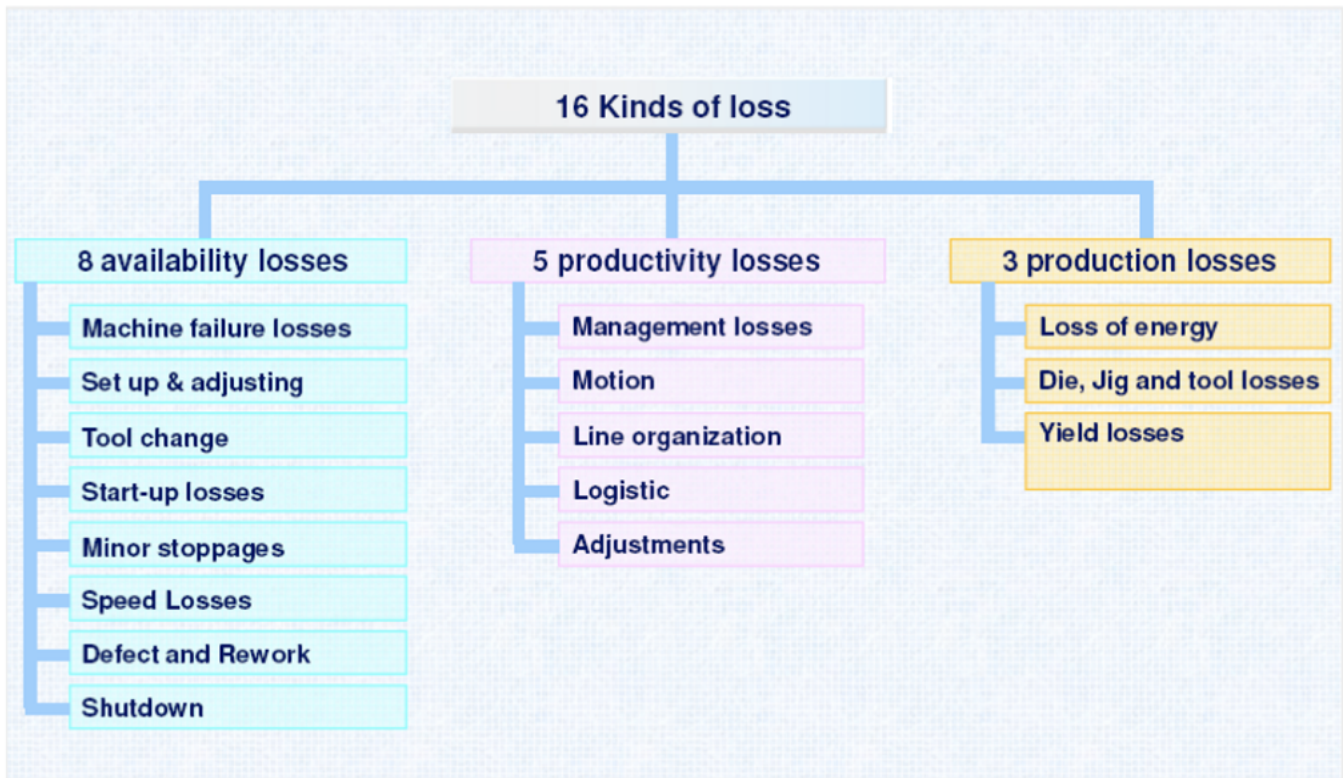 16 Kinds of loss
8 availability losses
Machine failure losses
Set up & adjusting
Tool change
Start-up losses
Minor stoppages
Speed Losses
Defect and Rework
Shutdown
5 productivity losses
Management losses
Motion
Line organization
Logistic
Adjustments
3 production losses
Loss of energy
Die, Jig and tool losses
Yield losses